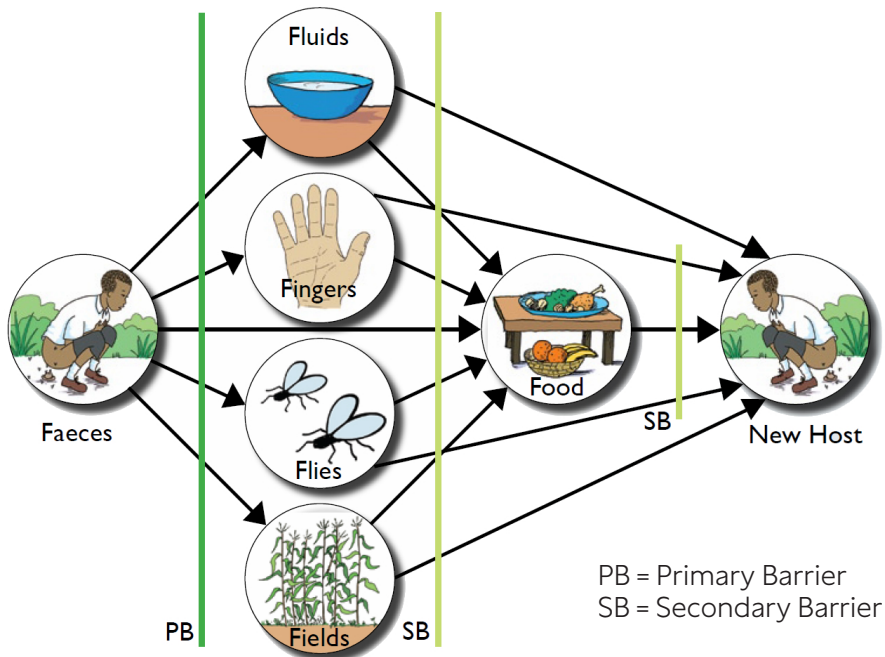 Fluids
Fingers
Faeces
Flies
Fields
Food
New Host
PB
SB
SB
PB = Primary Barrier
SB = Secondary Barrier